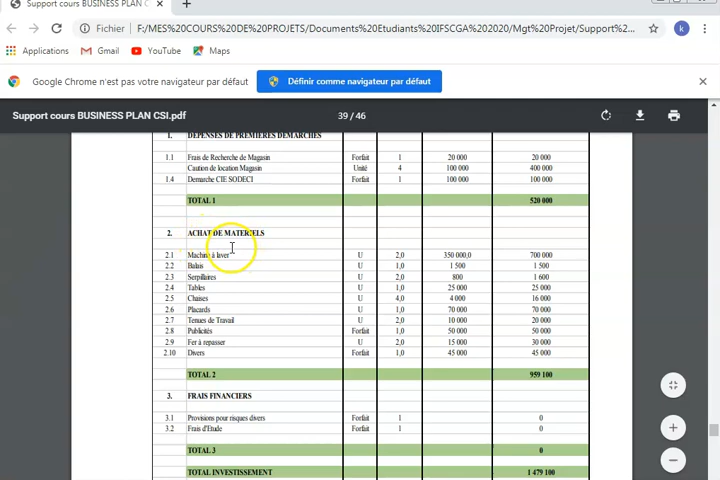 Support cours BUSINESS PLAN CSI.p
Fichier F:/MES%20COURS%20DE%20PROJETS/Documents%20Etudiants%20IFSCGA%202020/Mgt%20Projet/Support%2...
k
Applications Gmail YouTube Maps
Google Chrome n'est pas votre navigateur par défaut Définir comme navigateur par défaut
Support cours BUSINESS PLAN CSI.pdf 39 / 46
1. DEPENSES DE PREMIERES DEMARCHES
1.1 Frais de Recherche de Magasin Forfait 1 20 000 20 000
Caution de location Magasin Unité 4 100 000 400 000
1.4 Demarche CIE SODECI Forfait 1 100 000 100 000
TOTAL 1 520 000
2. ACHAT DE MATERIELS
2.1 Machine à laver U 2,0 350 000,0 700 000
2.2 Balais U 1,0 1 500 1 500
2.3 Serpillaires U 2,0 800 1 600
2.4 Tables U 1,0 25 000 25 000
2.5 Chaises U 4,0 4 000 16 000
2.6 Placards U 1,0 70 000 70 000
2.7 Tenues de Travail U 2,0 10 000 20 000
2.8 Publicités Forfait 1,0 50 000 50 000
2.9 Fer à repasser U 2,0 15 000 30 000
2.10 Divers Forfait 1,0 45 000 45 000
TOTAL 2 959 100
3. FRAIS FINANCIERS
3.1 Provisions pour risques divers Forfait 1 0
3.2 Frais d'Etude Forfait 1 0
TOTAL 3 0
TOTAL INVESTISSEMENT 1 479 100